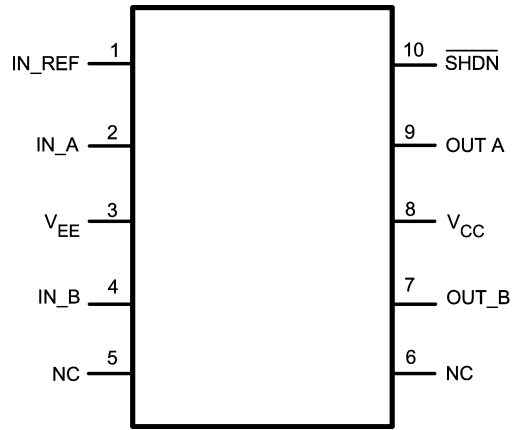 IN_REF 1 10 SHDN
IN_A 2 9 OUT A
VEE 3 8 VCC
IN_B 4 7 OUT_B
NC 5 6 NC